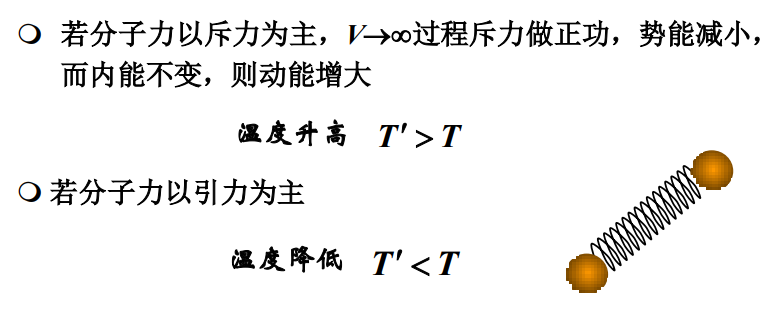 ❍ 若分子力以斥力为主，V→∞过程斥力做正功，势能减小，
而内能不变，则动能增大
温度升高 T′ > T
❍ 若分子力以引力为主
温度降低 T′ < T